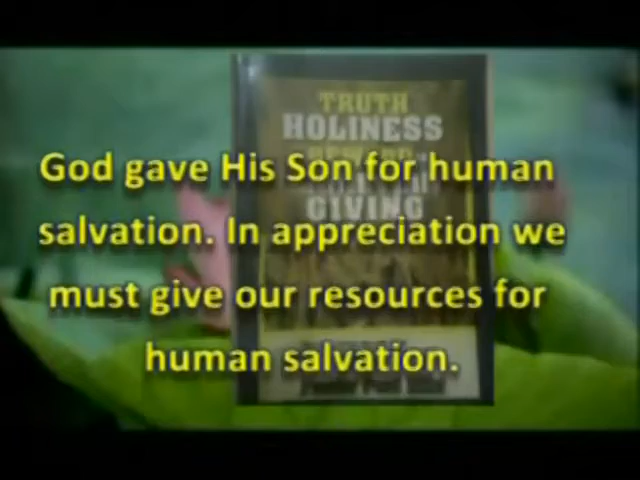 TRUTH
HOLINESS
God gave His Son for human
salvation. In appreciation we
GIVING
must give our resources for
human salvation.